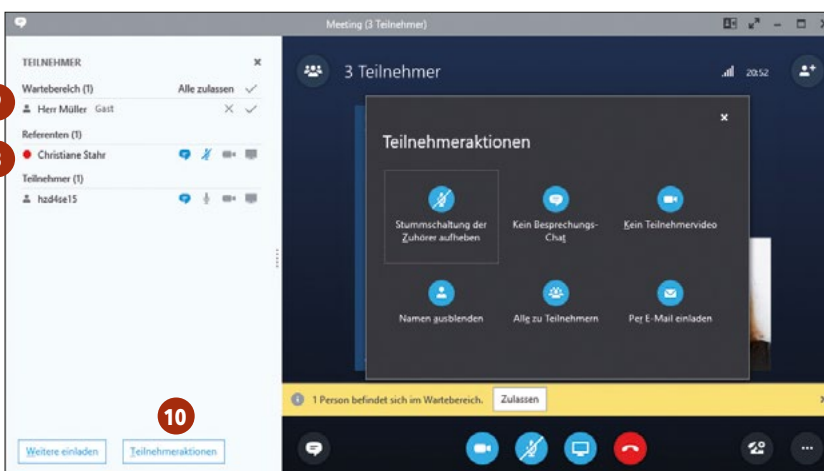 Meeting (3 Teilnehmer)
TEILNEHMER
Wartebereich (1)
Alle zulassen
Herr Müller Gast
Referenten (1)
Christiane Stahr
Teilnehmer (1)
hzd4se15
10
Weitere einladen
Teilnehmeraktionen
3 Teilnehmer
20:52
Teilnehmeraktionen
Stummschaltung der
Zuhörer aufheben
Kein Besprechungs-
Chat
Kein Teilnehmervideo
Namen ausblenden
Alle zu Teilnehmern
Per E-Mail einladen
1 Person befindet sich im Wartebereich.
Zulassen